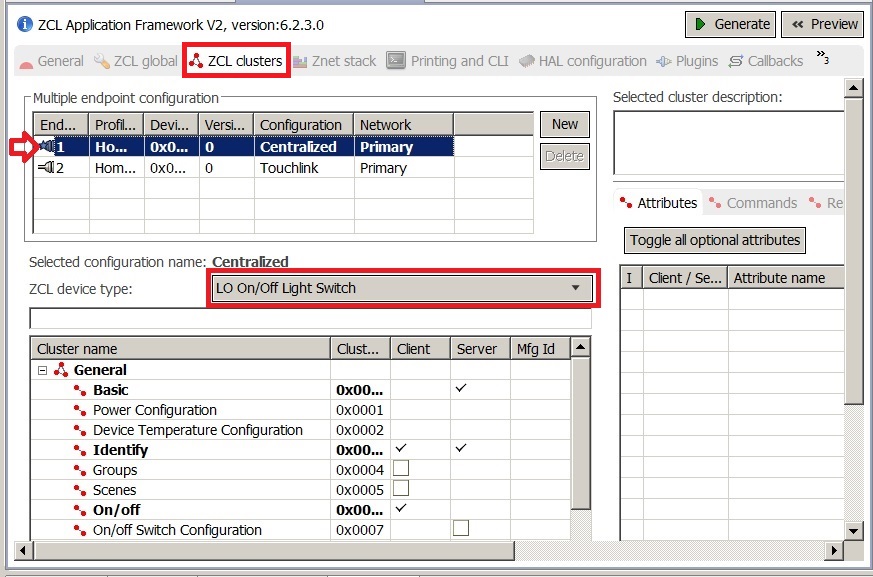 ZCL Application Framework V2, version:6.2.3.0
Generate
Preview
General
ZCL global
ZCL clusters
Znet stack
Printing and CLI
HAL configuration
Plugins
Callbacks
»3
Multiple endpoint configuration
End... Profil... Devi... Versi... Configuration Network
1 Ho... 0x0... 0 Centralized Primary
2 Hom... 0x0... 0 Touchlink Primary
New
Delete
Selected cluster description:
Attributes Commands Re
Toggle all optional attributes
I Client / Se... Attribute name
Selected configuration name: Centralized
ZCL device type: LO On/Off Light Switch
Cluster name Clust... Client Server Mfg Id
General
Basic 0x00...
Power Configuration 0x0001
Device Temperature Configuration 0x0002
Identify 0x00...
Groups 0x0004
Scenes 0x0005
On/off 0x00...
On/off Switch Configuration 0x0007